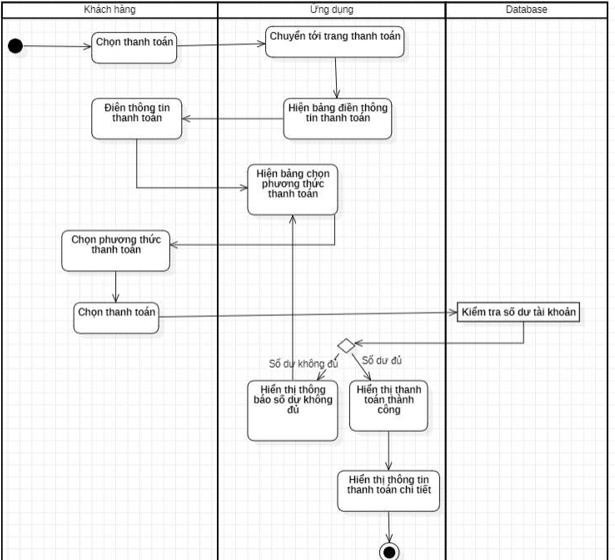 Khách hàng
Ứng dụng
Database
Chọn thanh toán
Chuyển tới trang thanh toán
Hiện bảng điền thông
tin thanh toán
Điền thông tin
thanh toán
Hiện bảng chọn
phương thức
thanh toán
Chọn phương thức
thanh toán
Chọn thanh toán
Kiểm tra số dư tài khoản
Số dư không đủ
Số dư đủ
Hiển thị thông
báo số dư không
đủ
Hiển thị thanh
toán thành
công
Hiển thị thông tin
thanh toán chi tiết